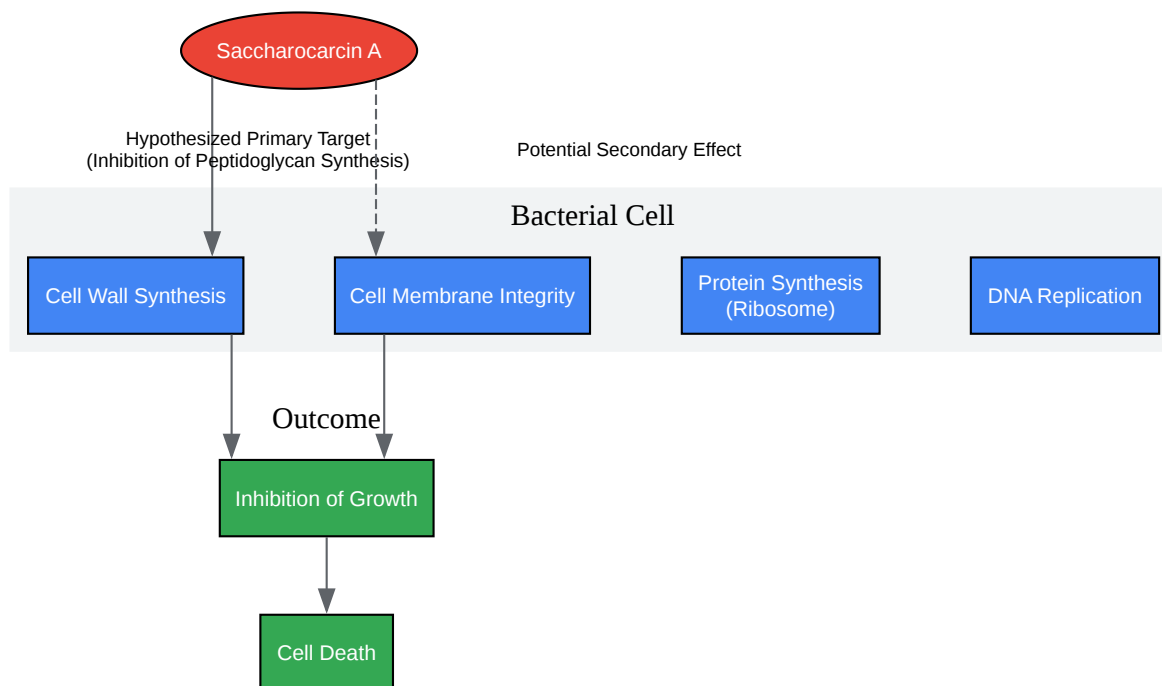 Saccharocarcin A
Hypothesized Primary Target
(Inhibition of Peptidoglycan Synthesis)
Potential Secondary Effect
Bacterial Cell
Cell Wall Synthesis
Cell Membrane Integrity
Protein Synthesis
(Ribosome)
DNA Replication
Outcome
Inhibition of Growth
Cell Death